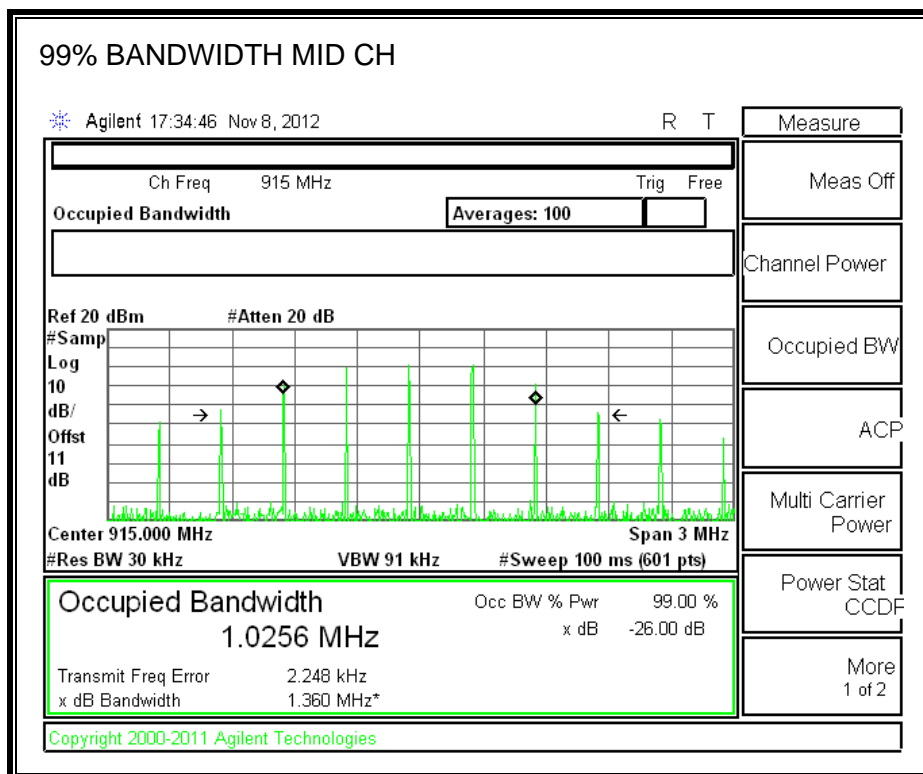 99% BANDWIDTH MID CH
Agilent 17:34:46 Nov 8, 2012 R T
Measure
Ch Freq 915 MHz Trig Free
Meas Off
Occupied Bandwidth Averages: 100
Channel Power
Ref 20 dBm #Atten 20 dB
#Samp
Log
10
dB/
Offst
11
dB
Occupied BW
ACP
Multi Carrier
Power
Center 915.000 MHz Span 3 MHz
#Res BW 30 kHz VBW 91 kHz #Sweep 100 ms (601 pts)
Power Stat
CCDF
Occupied Bandwidth Occ BW % Pwr 99.00 %
1.0256 MHz x dB -26.00 dB
Transmit Freq Error 2.248 kHz
x dB Bandwidth 1.360 MHz*
More
1 of 2
Copyright 2000-2011 Agilent Technologies